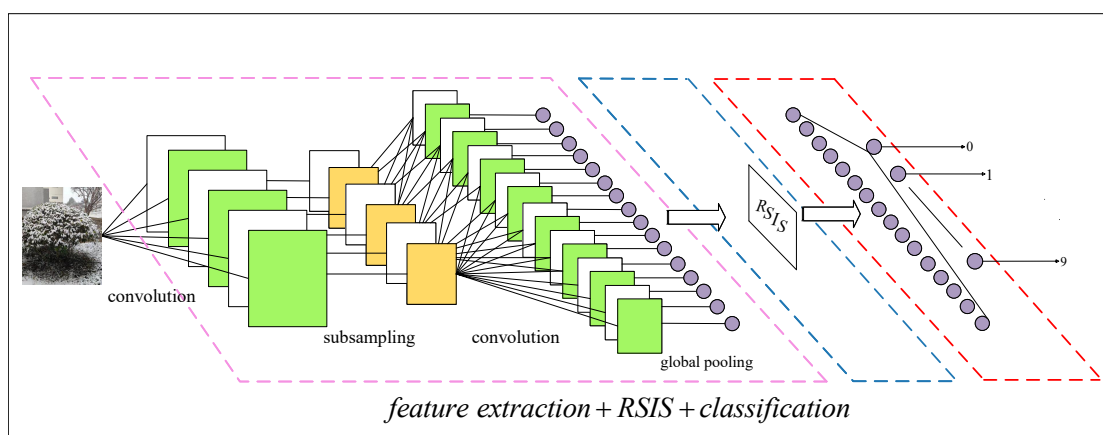 0
1
RSIS
9
convolution
subsampling
convolution
global pooling
feature extraction + RSIS + classification